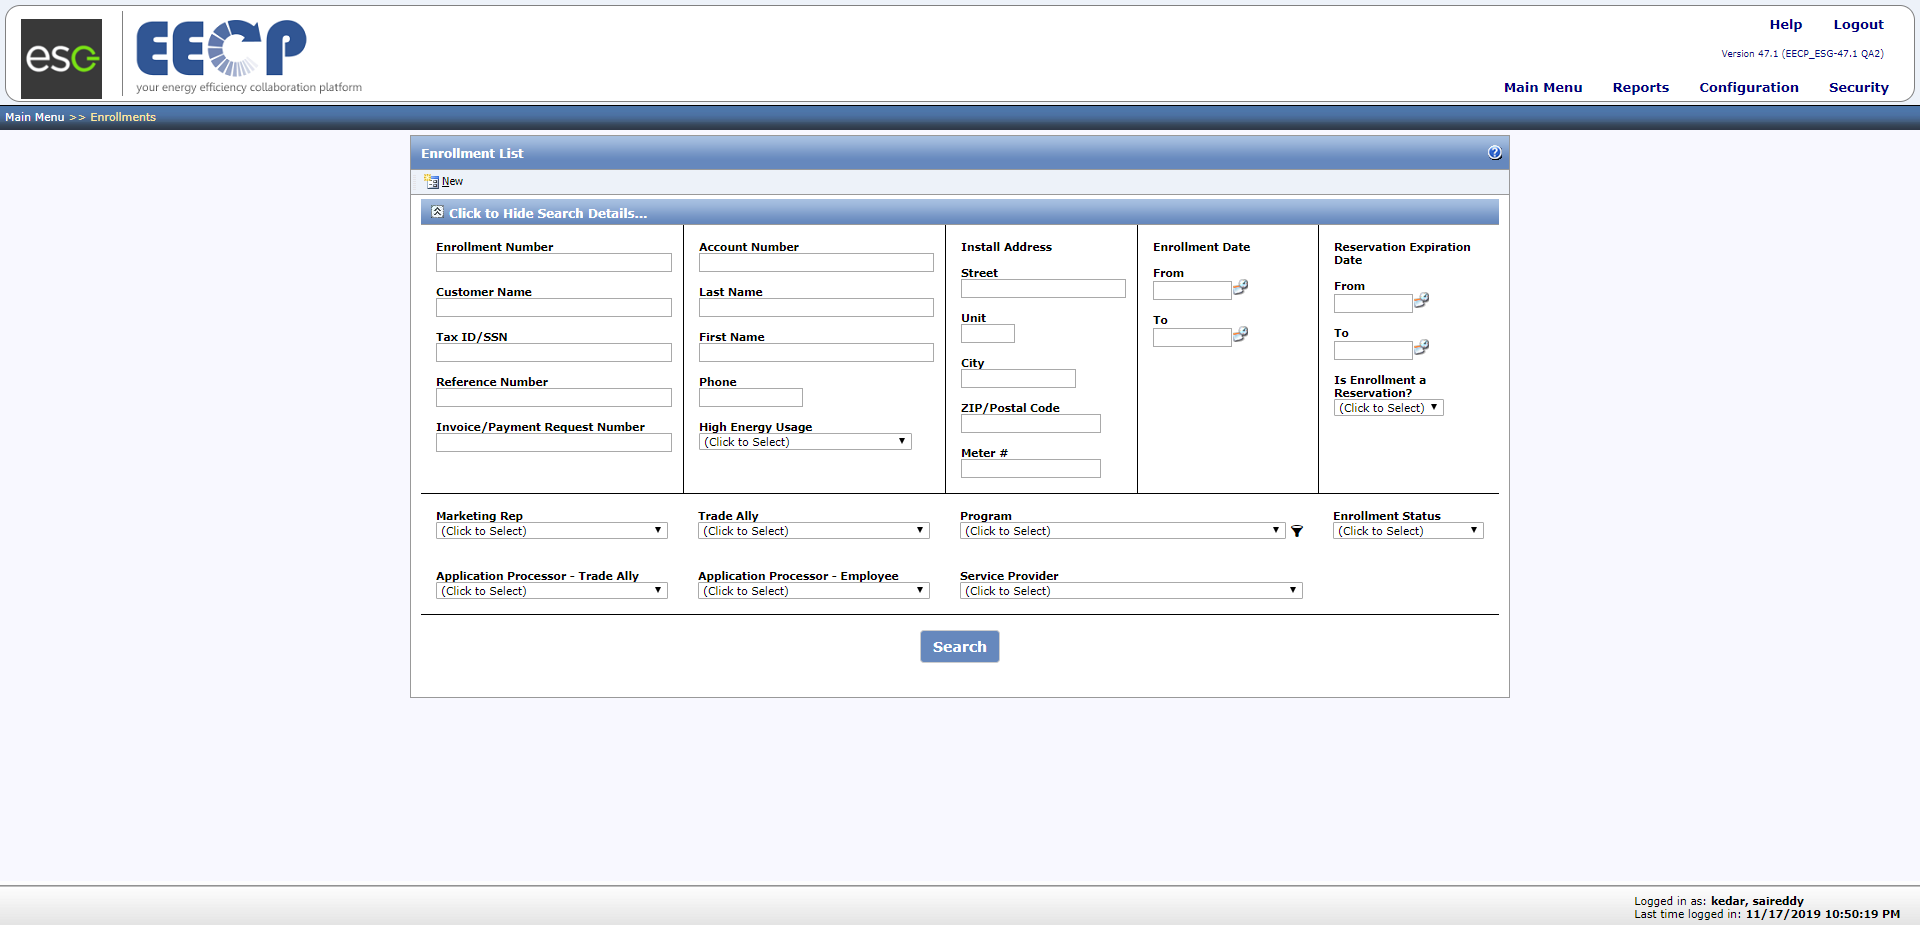 esg
EECP
your energy efficiency collaboration platform
Help Logout
Version 47.1 (EECP_ESG-47.1 QA2)
Main Menu Reports Configuration Security
Main Menu >> Enrollments
Enrollment List
?
New
Click to Hide Search Details...
Enrollment Number
Customer Name
Tax ID/SSN
Reference Number
Invoice/Payment Request Number
Account Number
Last Name
First Name
Phone
High Energy Usage
(Click to Select)
Install Address
Street
Unit
City
ZIP/Postal Code
Meter #
Enrollment Date
From
To
Reservation Expiration
Date
From
To
Is Enrollment a
Reservation?
(Click to Select)
Marketing Rep
(Click to Select)
Trade Ally
(Click to Select)
Program
(Click to Select)
Enrollment Status
(Click to Select)
Application Processor - Trade Ally
(Click to Select)
Application Processor - Employee
(Click to Select)
Service Provider
(Click to Select)
Search
Logged in as: kedar, saireddy
Last time logged in: 11/17/2019 10:50:19 PM